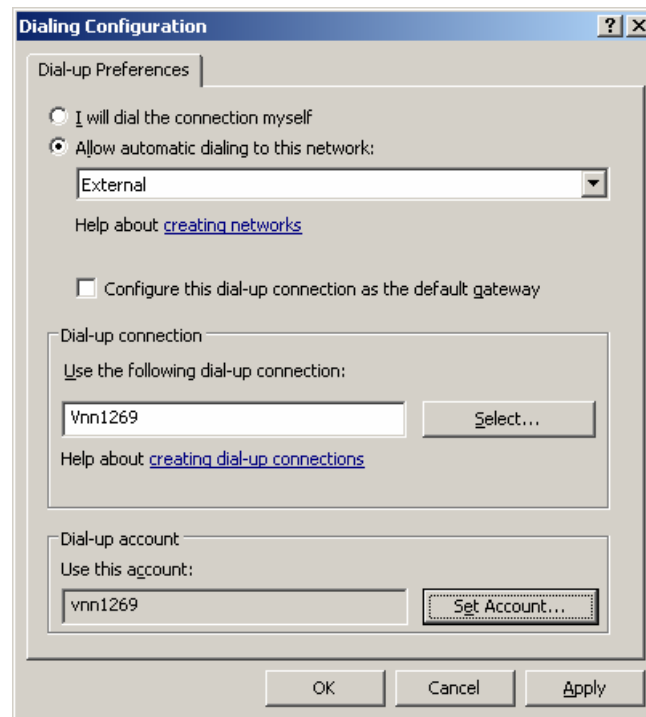 Dialing Configuration
Dial-up Preferences
I will dial the connection myself
Allow automatic dialing to this network:
External
Help about creating networks
Configure this dial-up connection as the default gateway
Dial-up connection
Use the following dial-up connection:
Vnn1269
Select...
Help about creating dial-up connections
Dial-up account
Use this account:
vnn1269
Set Account...
OK Cancel Apply